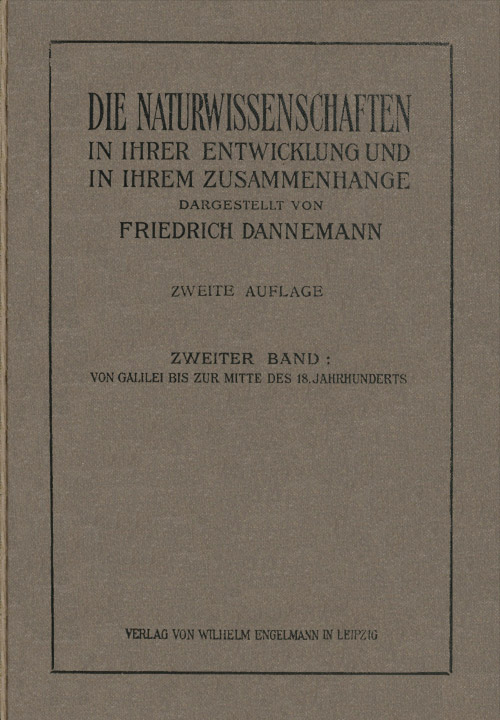 DIE NATURWISSENSCHAFTEN
IN IHRER ENTWICKLUNG UND
IN IHREM ZUSAMMENHANGE
DARGESTELLT VON
FRIEDRICH DANNEMANN
ZWEITE AUFLAGE
ZWEITER BAND:
VON GALILEI BIS ZUR MITTE DES 18. JAHRHUNDERTS
VERLAG VON WILHELM ENGELMANN IN LEIPZIG